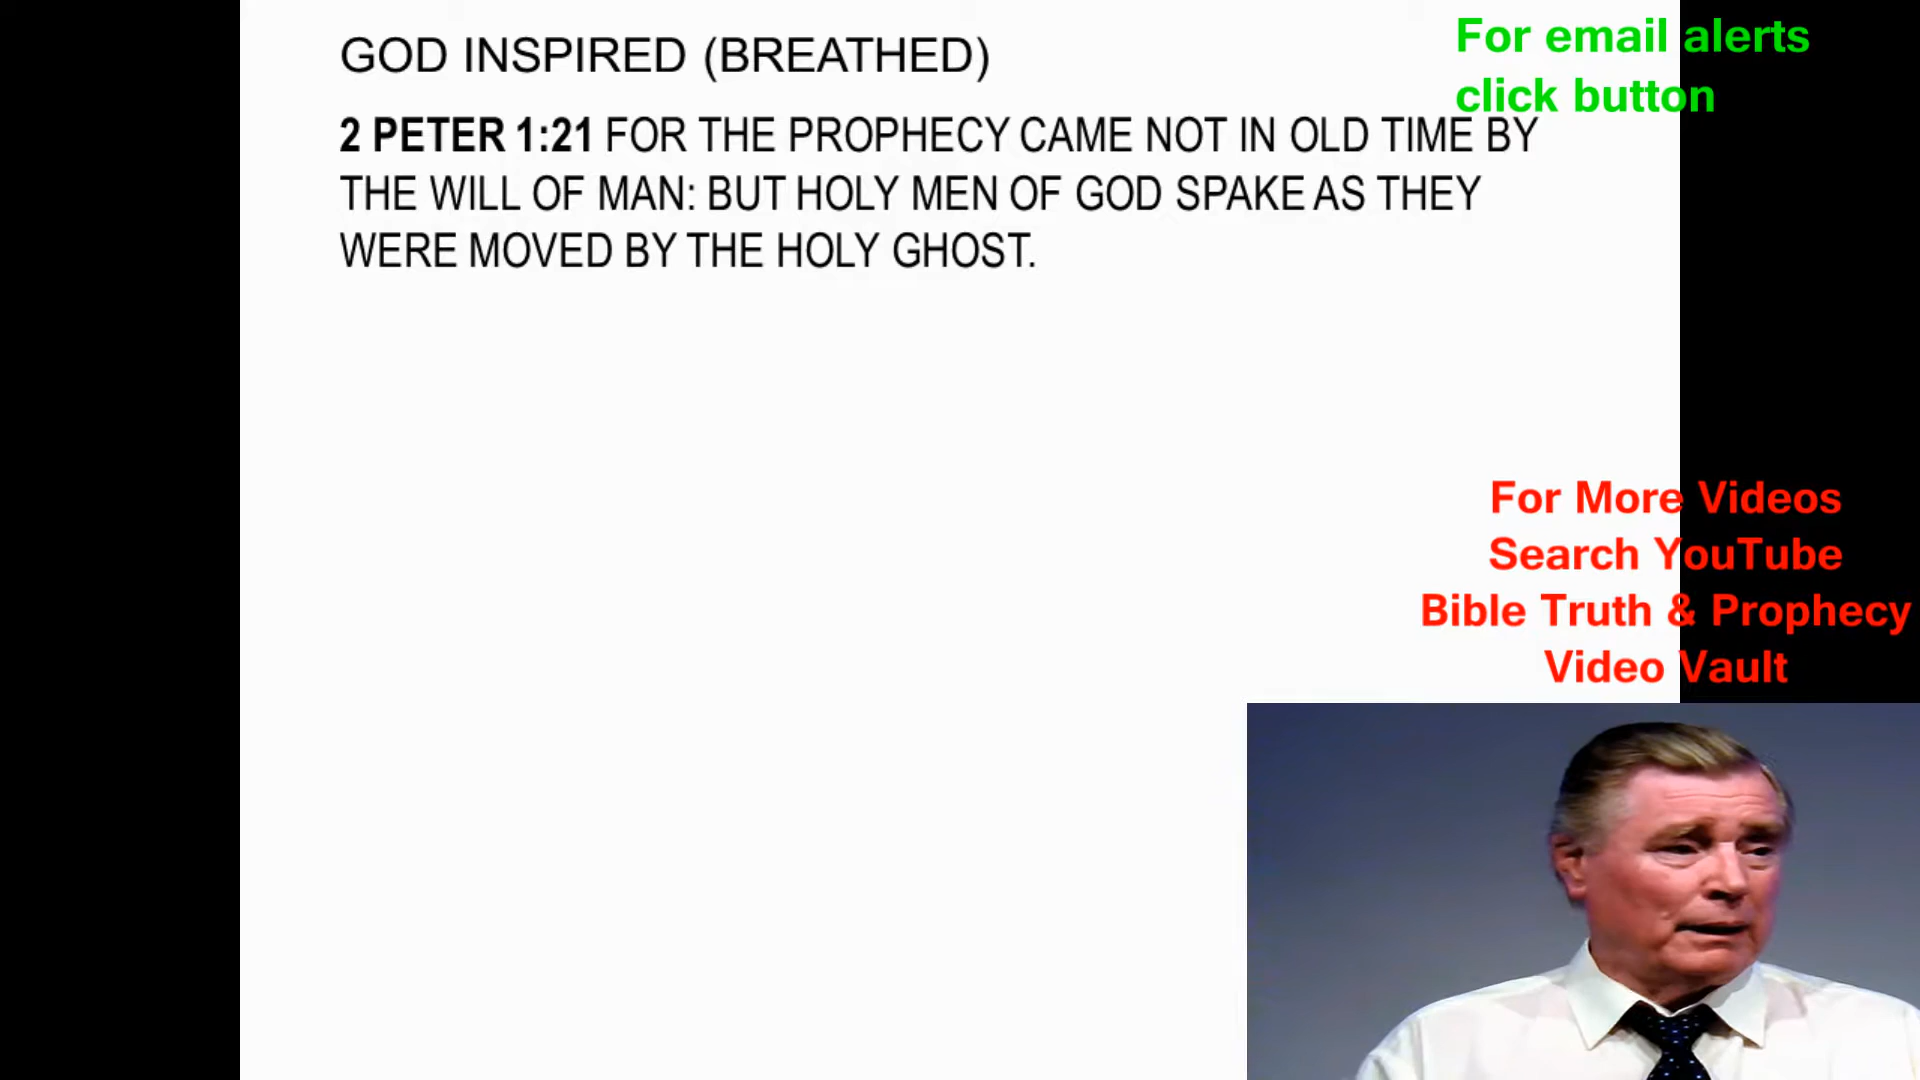 GOD INSPIRED (BREATHED)
2 PETER 1:21 FOR THE PROPHECY CAME NOT IN OLD TIME BY
THE WILL OF MAN: BUT HOLY MEN OF GOD SPAKE AS THEY
WERE MOVED BY THE HOLY GHOST.
For email alerts
click button
For More Videos
Search YouTube
Bible Truth & Prophecy
Video Vault